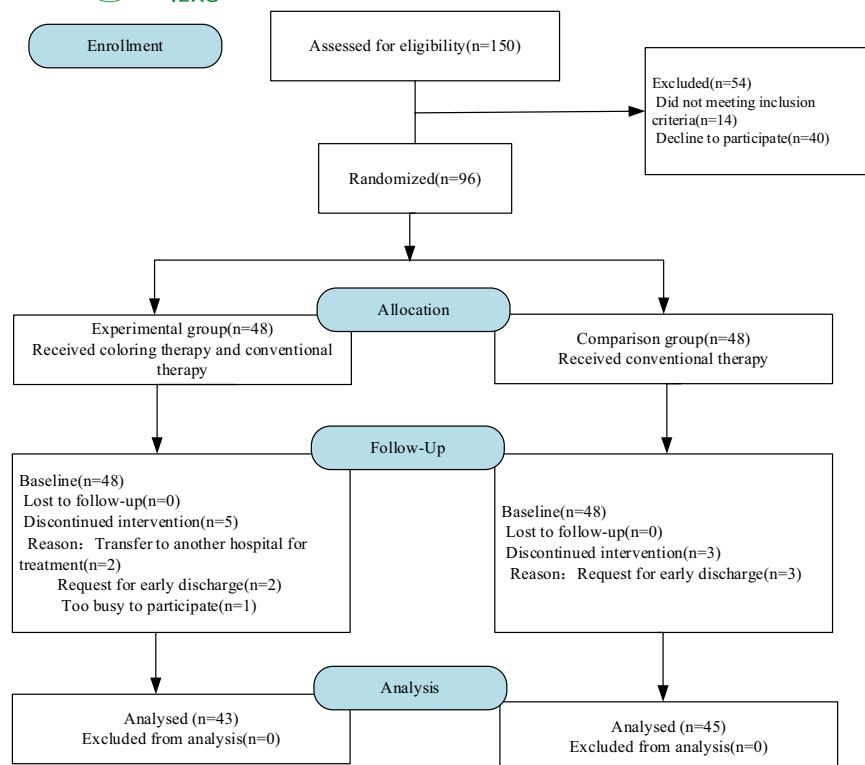 Enrollment
Assessed for eligibility(n=150)
Excluded(n=54)
Did not meeting inclusion
criteria(n=14)
Decline to participate(n=40)
Randomized(n=96)
Allocation
Experimental group(n=48)
Received coloring therapy and conventional
therapy
Comparison group(n=48)
Received conventional therapy
Follow-Up
Baseline(n=48)
Lost to follow-up(n=0)
Discontinued intervention(n=5)
Reason：Transfer to another hospital for
treatment(n=2)
Request for early discharge(n=2)
Too busy to participate(n=1)
Baseline(n=48)
Lost to follow-up(n=0)
Discontinued intervention(n=3)
Reason：Request for early discharge(n=3)
Analysis
Analysed (n=43)
Excluded from analysis(n=0)
Analysed (n=45)
Excluded from analysis(n=0)